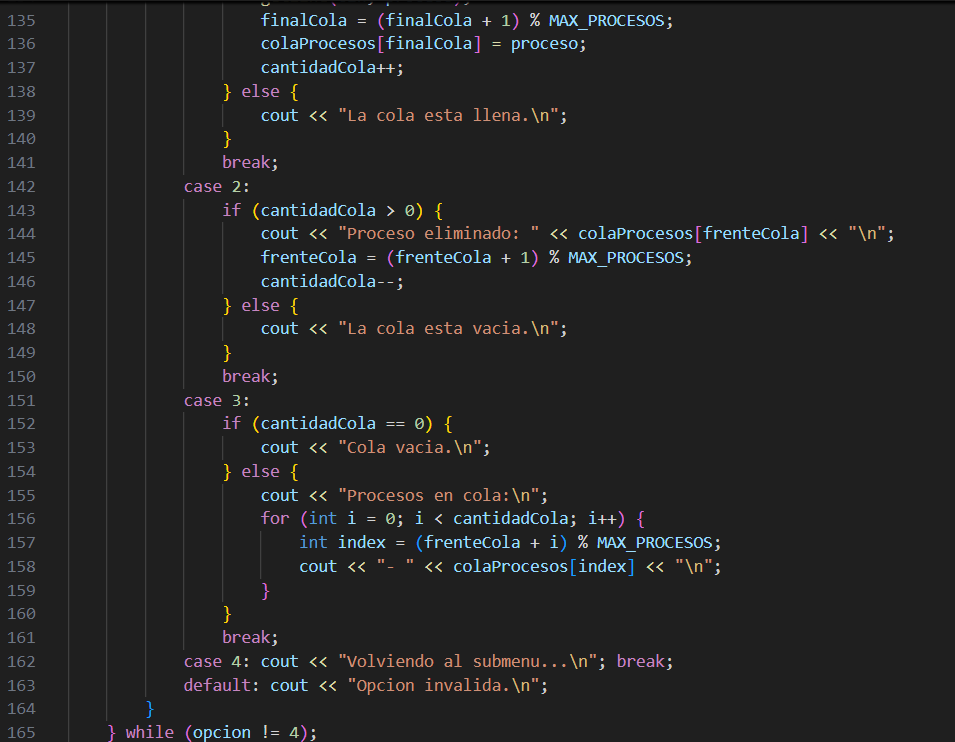 135 finalCola = (finalCola + 1) % MAX_PROCESOS;
136 colaProcesos[finalCola] = proceso;
137 cantidadCola++;
138 } else {
139 cout << "La cola esta llena.\n";
140 }
141 break;
142 case 2:
143 if (cantidadCola > 0) {
144 cout << "Proceso eliminado: " << colaProcesos[frenteCola] << "\n";
145 frenteCola = (frenteCola + 1) % MAX_PROCESOS;
146 cantidadCola--;
147 } else {
148 cout << "La cola esta vacia.\n";
149 }
150 break;
151 case 3:
152 if (cantidadCola == 0) {
153 cout << "Cola vacia.\n";
154 } else {
155 cout << "Procesos en cola:\n";
156 for (int i = 0; i < cantidadCola; i++) {
157 int index = (frenteCola + i) % MAX_PROCESOS;
158 cout << "- " << colaProcesos[index] << "\n";
159 }
160 }
161 break;
162 case 4: cout << "Volviendo al submenu...\n"; break;
163 default: cout << "Opcion invalida.\n";
164 }
165 } while (opcion != 4);